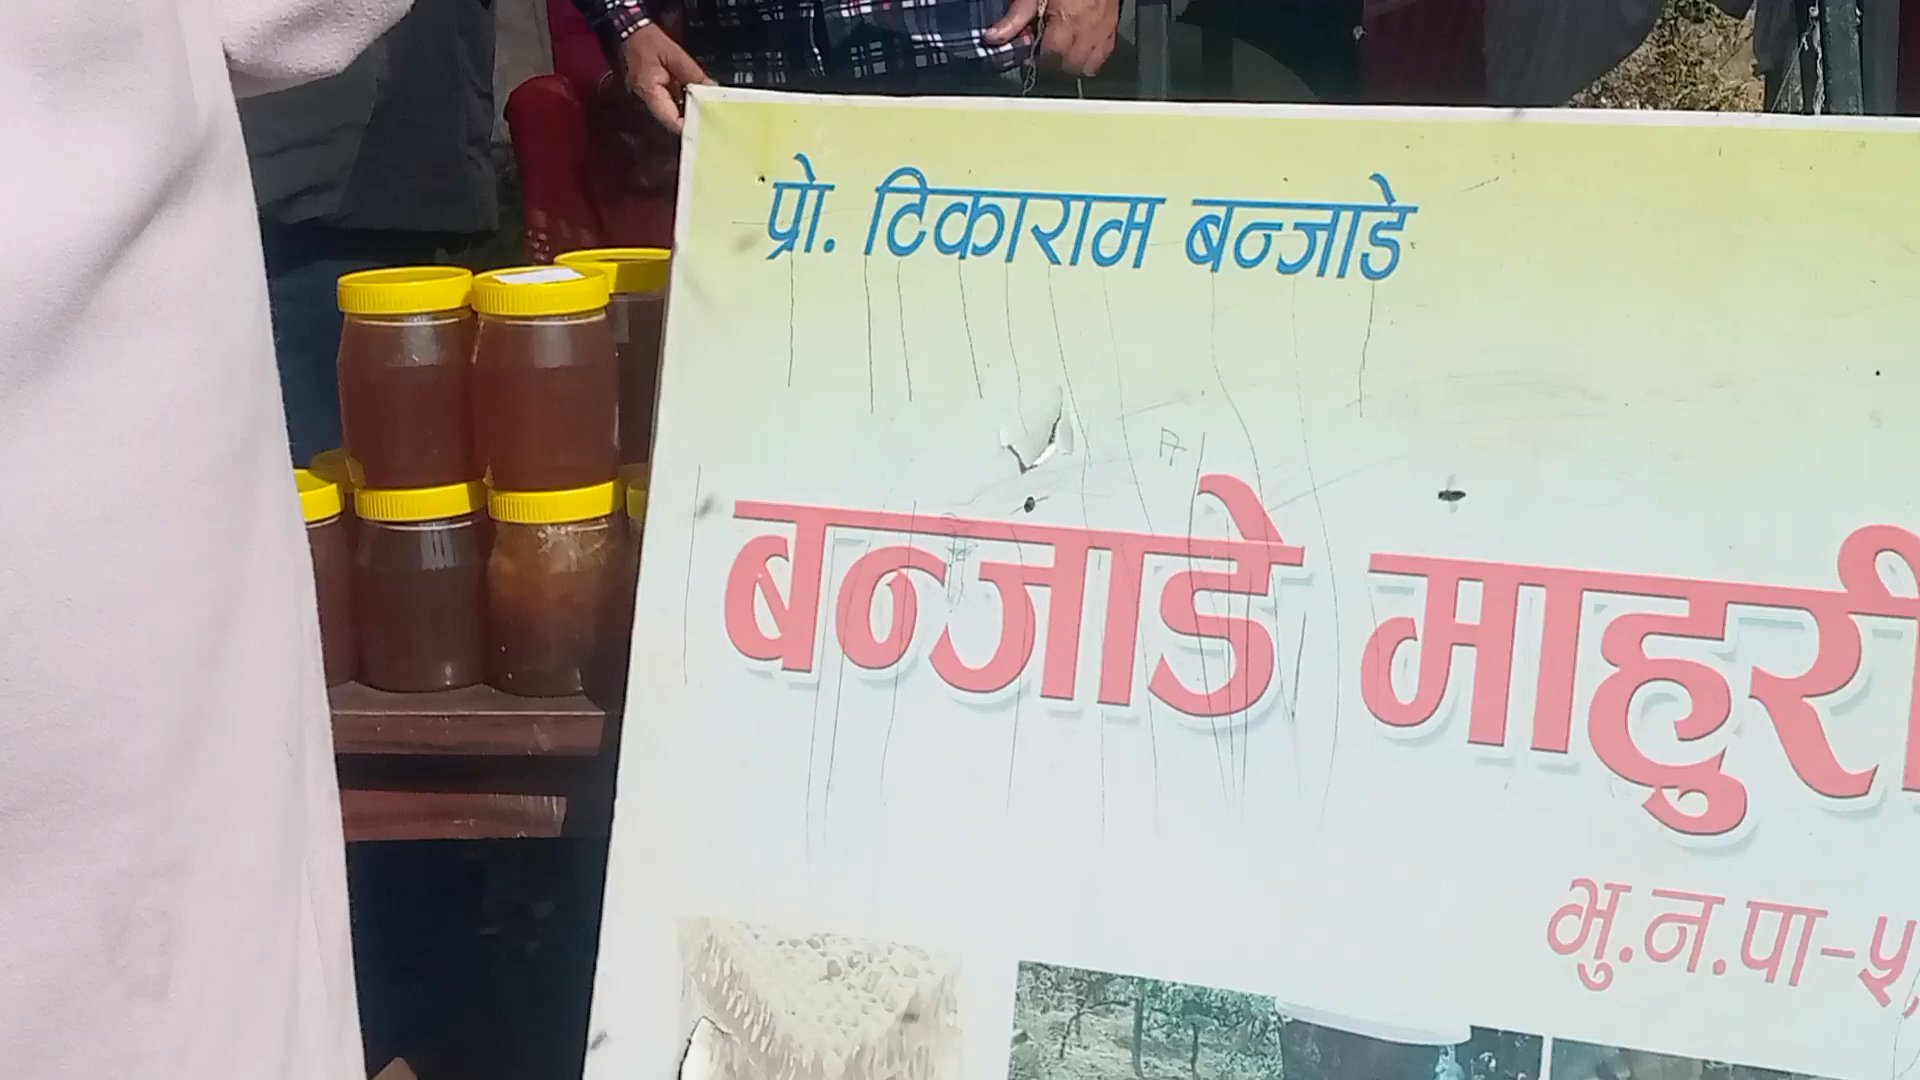 प्रो. टिकाराम बन्जाडे
बन्जाडे माहुरी
भु.न.पा-५,